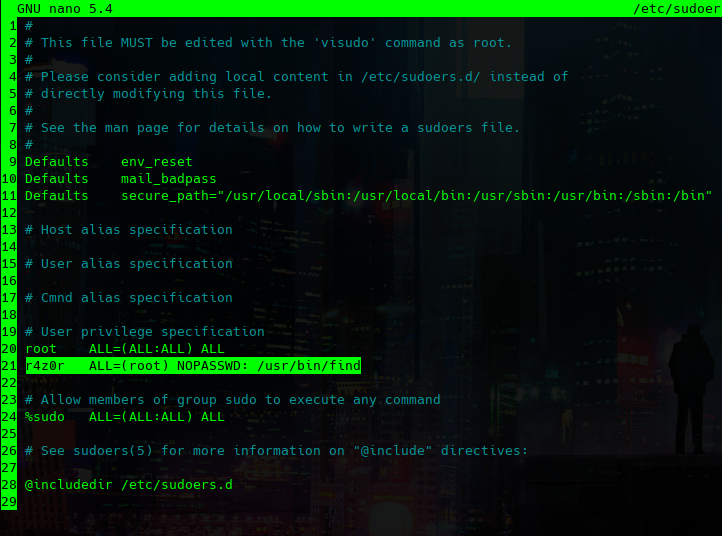 GNU nano 5.4 /etc/sudoer
1 #
2 # This file MUST be edited with the 'visudo' command as root.
3 #
4 # Please consider adding local content in /etc/sudoers.d/ instead of
5 # directly modifying this file.
6 #
7 # See the man page for details on how to write a sudoers file.
8 #
9 Defaults    env_reset
10 Defaults    mail_badpass
11 Defaults    secure_path="/usr/local/sbin:/usr/local/bin:/usr/sbin:/usr/bin:/sbin:/bin"
12
13 # Host alias specification
14
15 # User alias specification
16
17 # Cmnd alias specification
18
19 # User privilege specification
20 root   ALL=(ALL:ALL) ALL
21 r4z0r   ALL=(root) NOPASSWD: /usr/bin/find
22
23 # Allow members of group sudo to execute any command
24 %sudo   ALL=(ALL:ALL) ALL
25
26 # See sudoers(5) for more information on "@include" directives:
27
28 @includedir /etc/sudoers.d
29